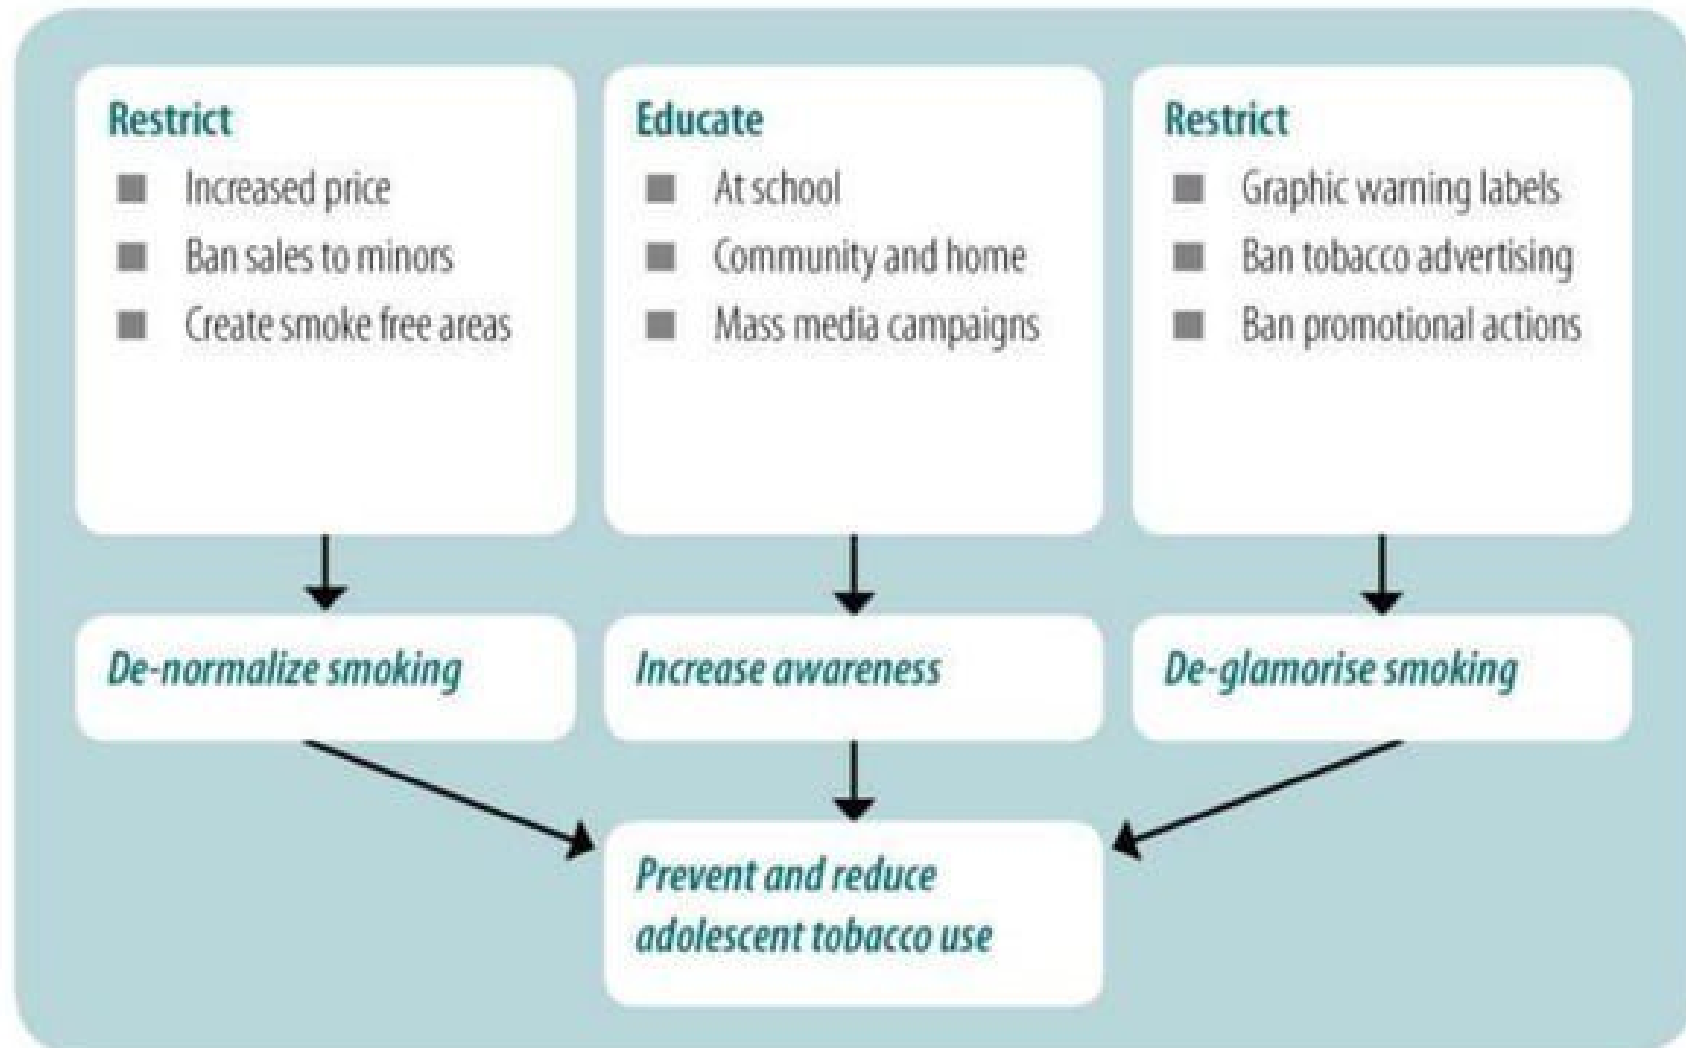 Restrict
Increased price
Ban sales to minors
Create smoke free areas
Educate
At school
Community and home
Mass media campaigns
Restrict
Graphic warning labels
Ban tobacco advertising
Ban promotional actions
De-normalize smoking
Increase awareness
De-glamorise smoking
Prevent and reduce
adolescent tobacco use